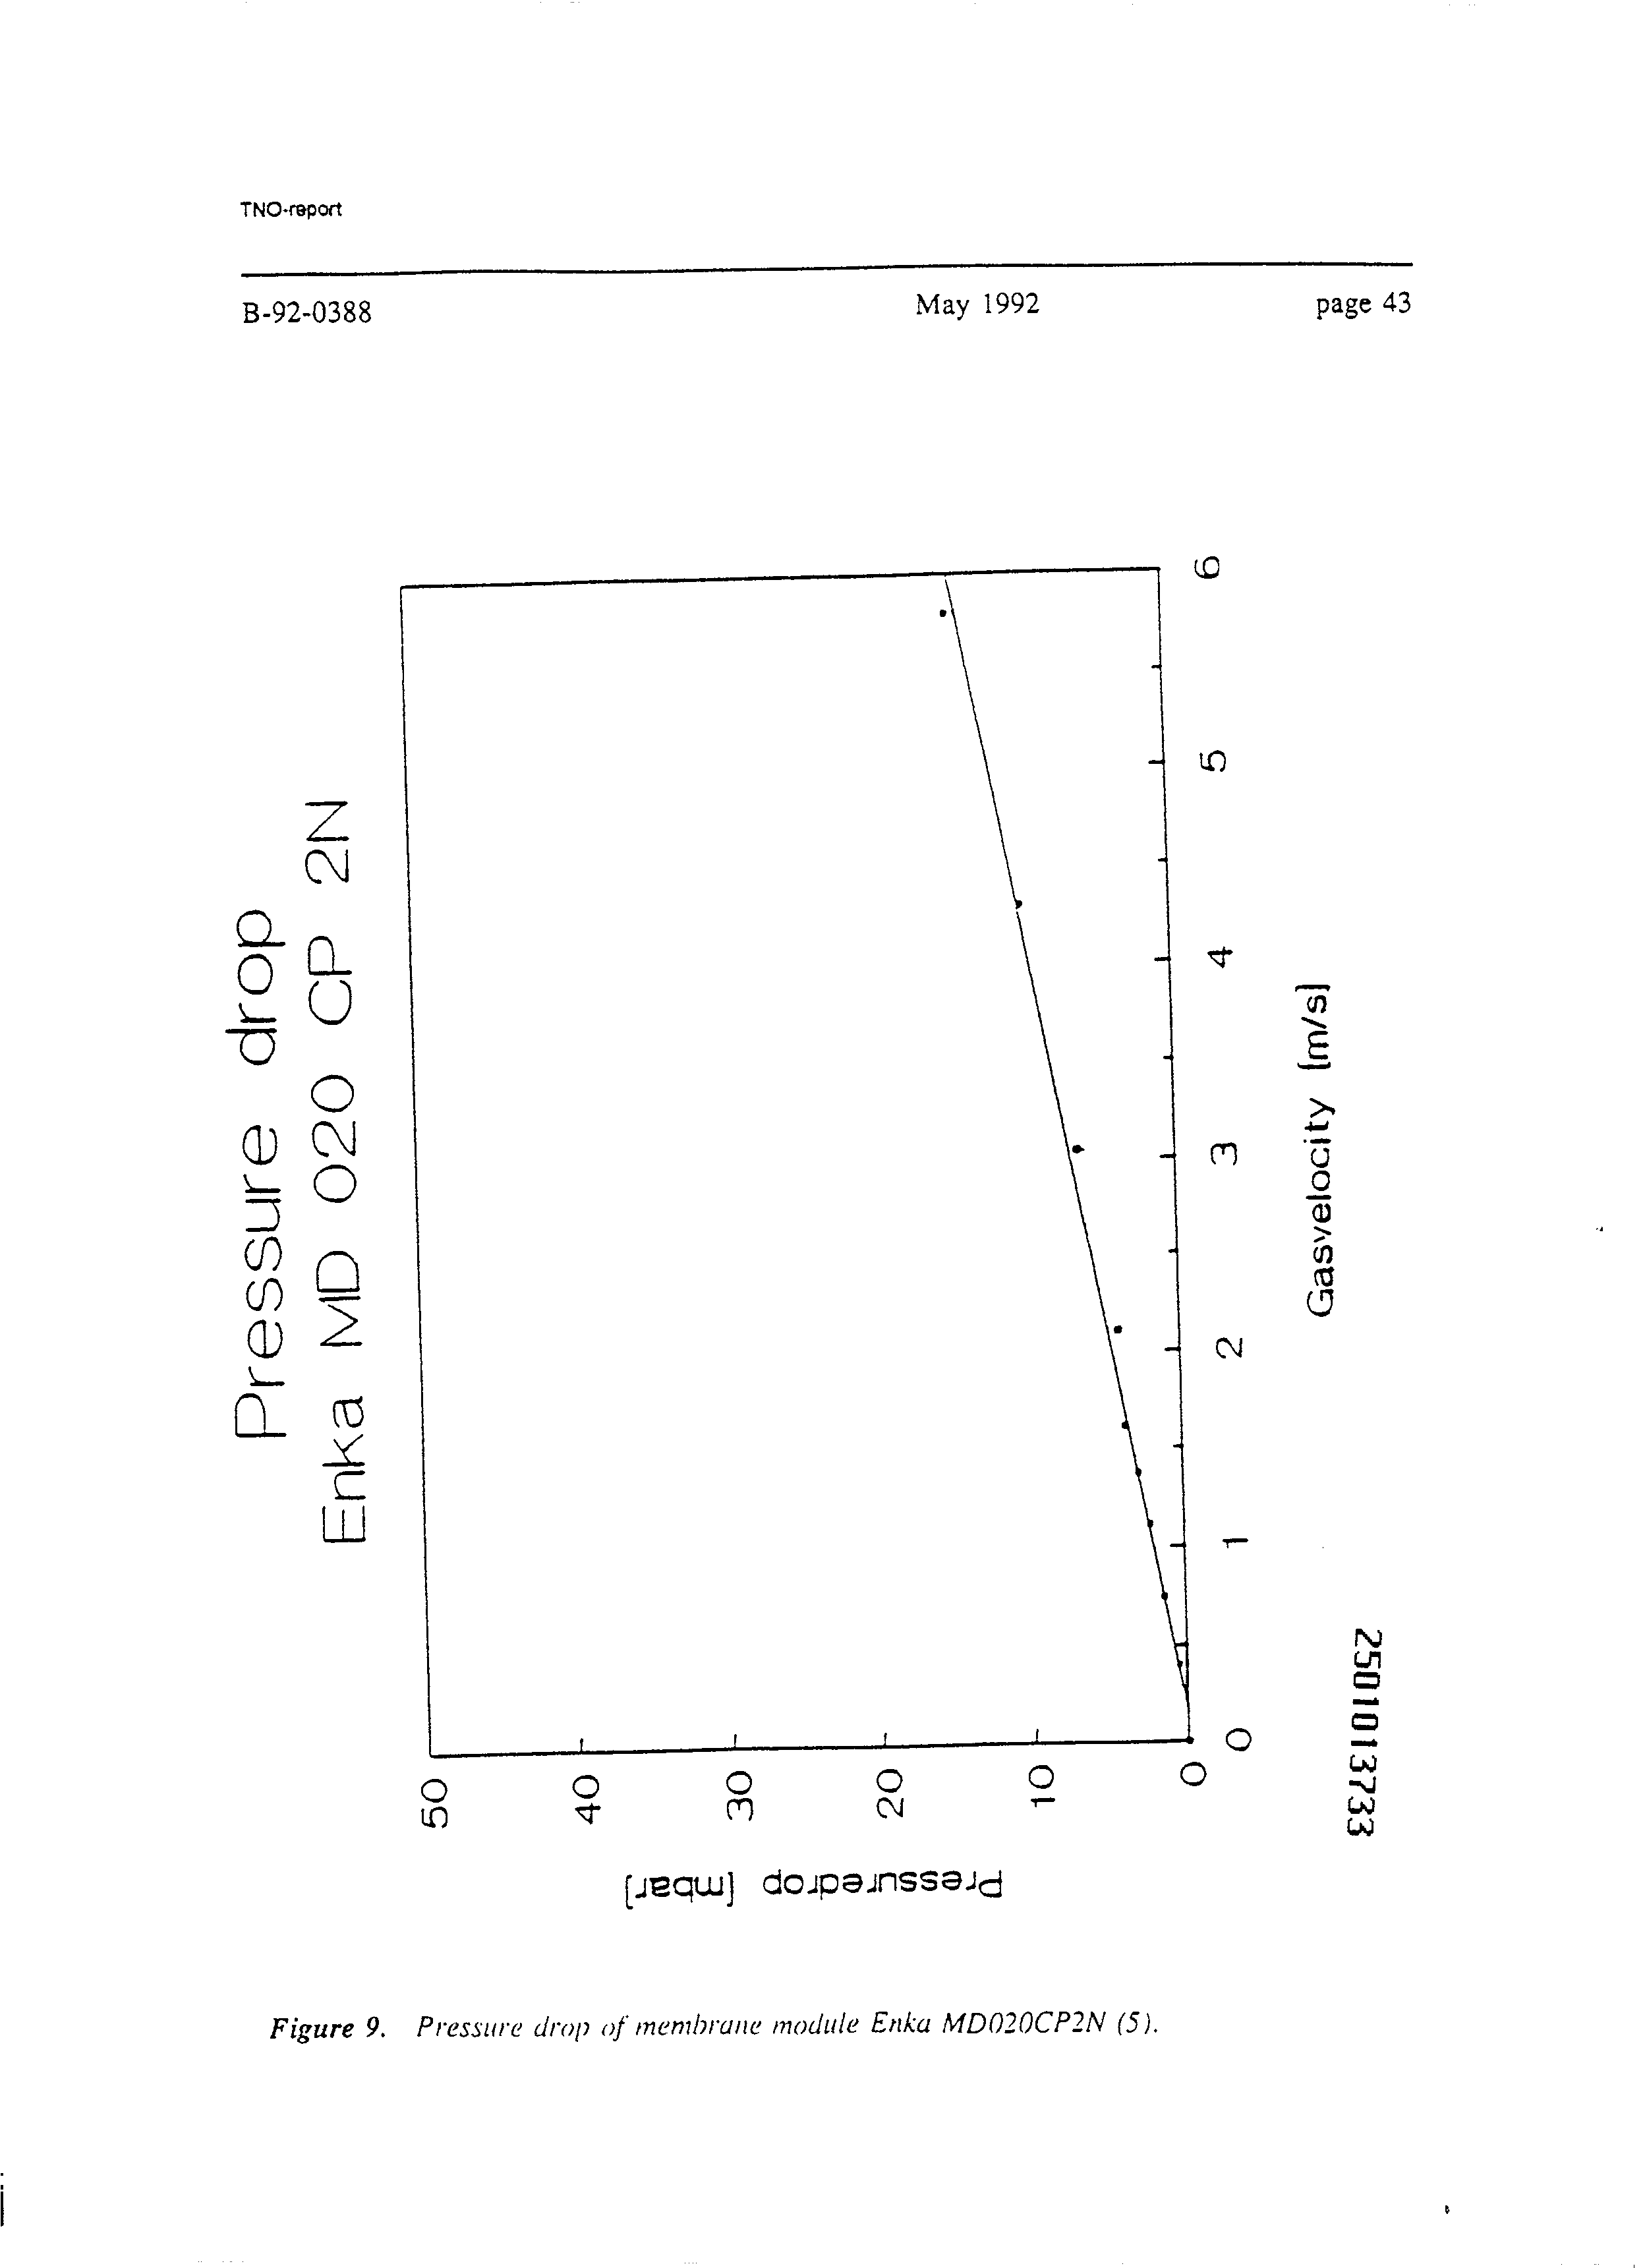 TNO-report
B-92-0388 May 1992 page 43
Pressure drop
Enka MD 020 CP 2N
Pressuredrop [mbar]
50
40
30
20
10
0
0
1
2
3
4
5
6
Gasvelocity [m/s]
2501013733
Figure 9. Pressure drop of membrane module Enka MD020CP2N (5).